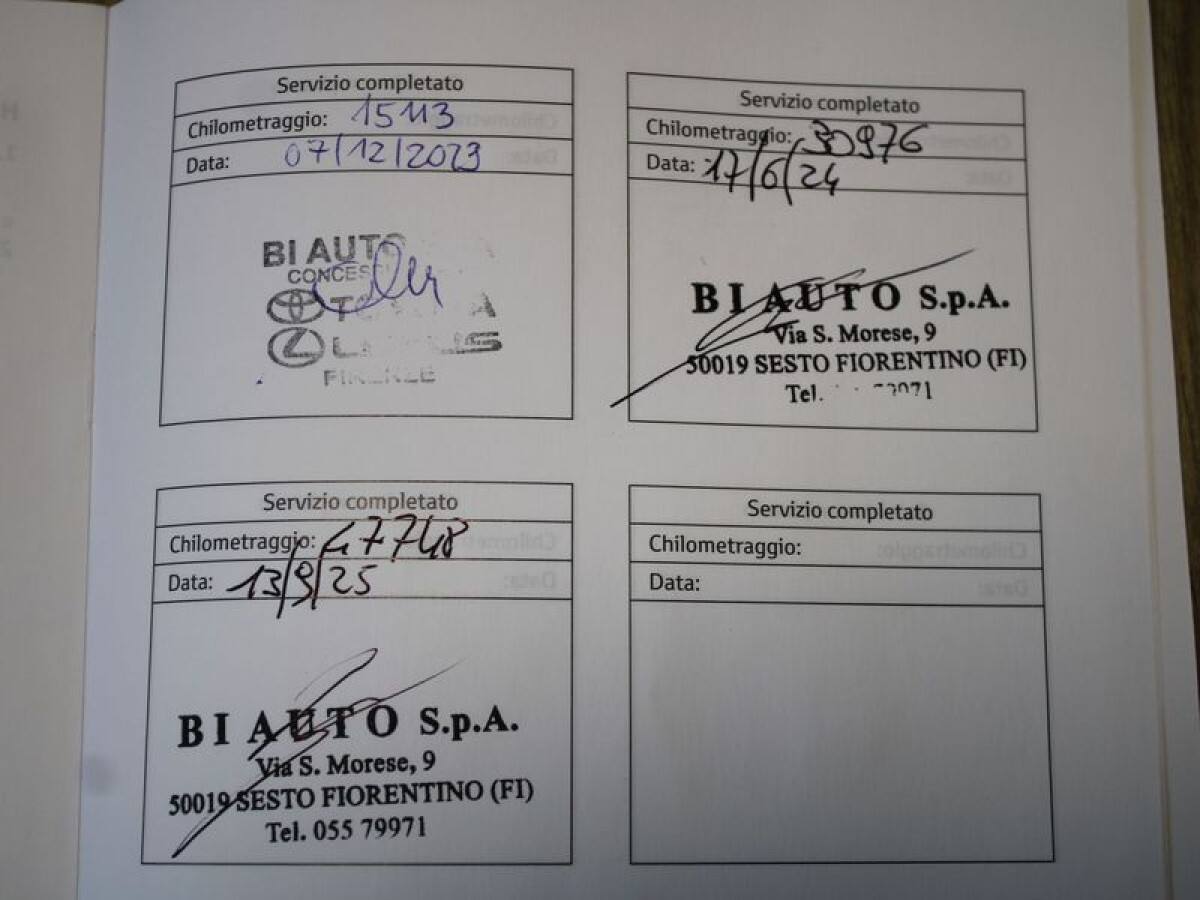 Servizio completato
Chilometraggio: 15113
Data: 07/12/2023
BI AUTO
FIRENZE
Servizio completato
Chilometraggio: 30976
Data: 17/6/24
BI AUTO S.p.A.
Via S. Morese, 9
50019 SESTO FIORENTINO (FI)
Tel.
Servizio completato
Chilometraggio: 47748
Data: 13/9/25
BI AUTO S.p.A.
Via S. Morese, 9
50019 SESTO FIORENTINO (FI)
Tel. 055 79971
Servizio completato
Chilometraggio:
Data: